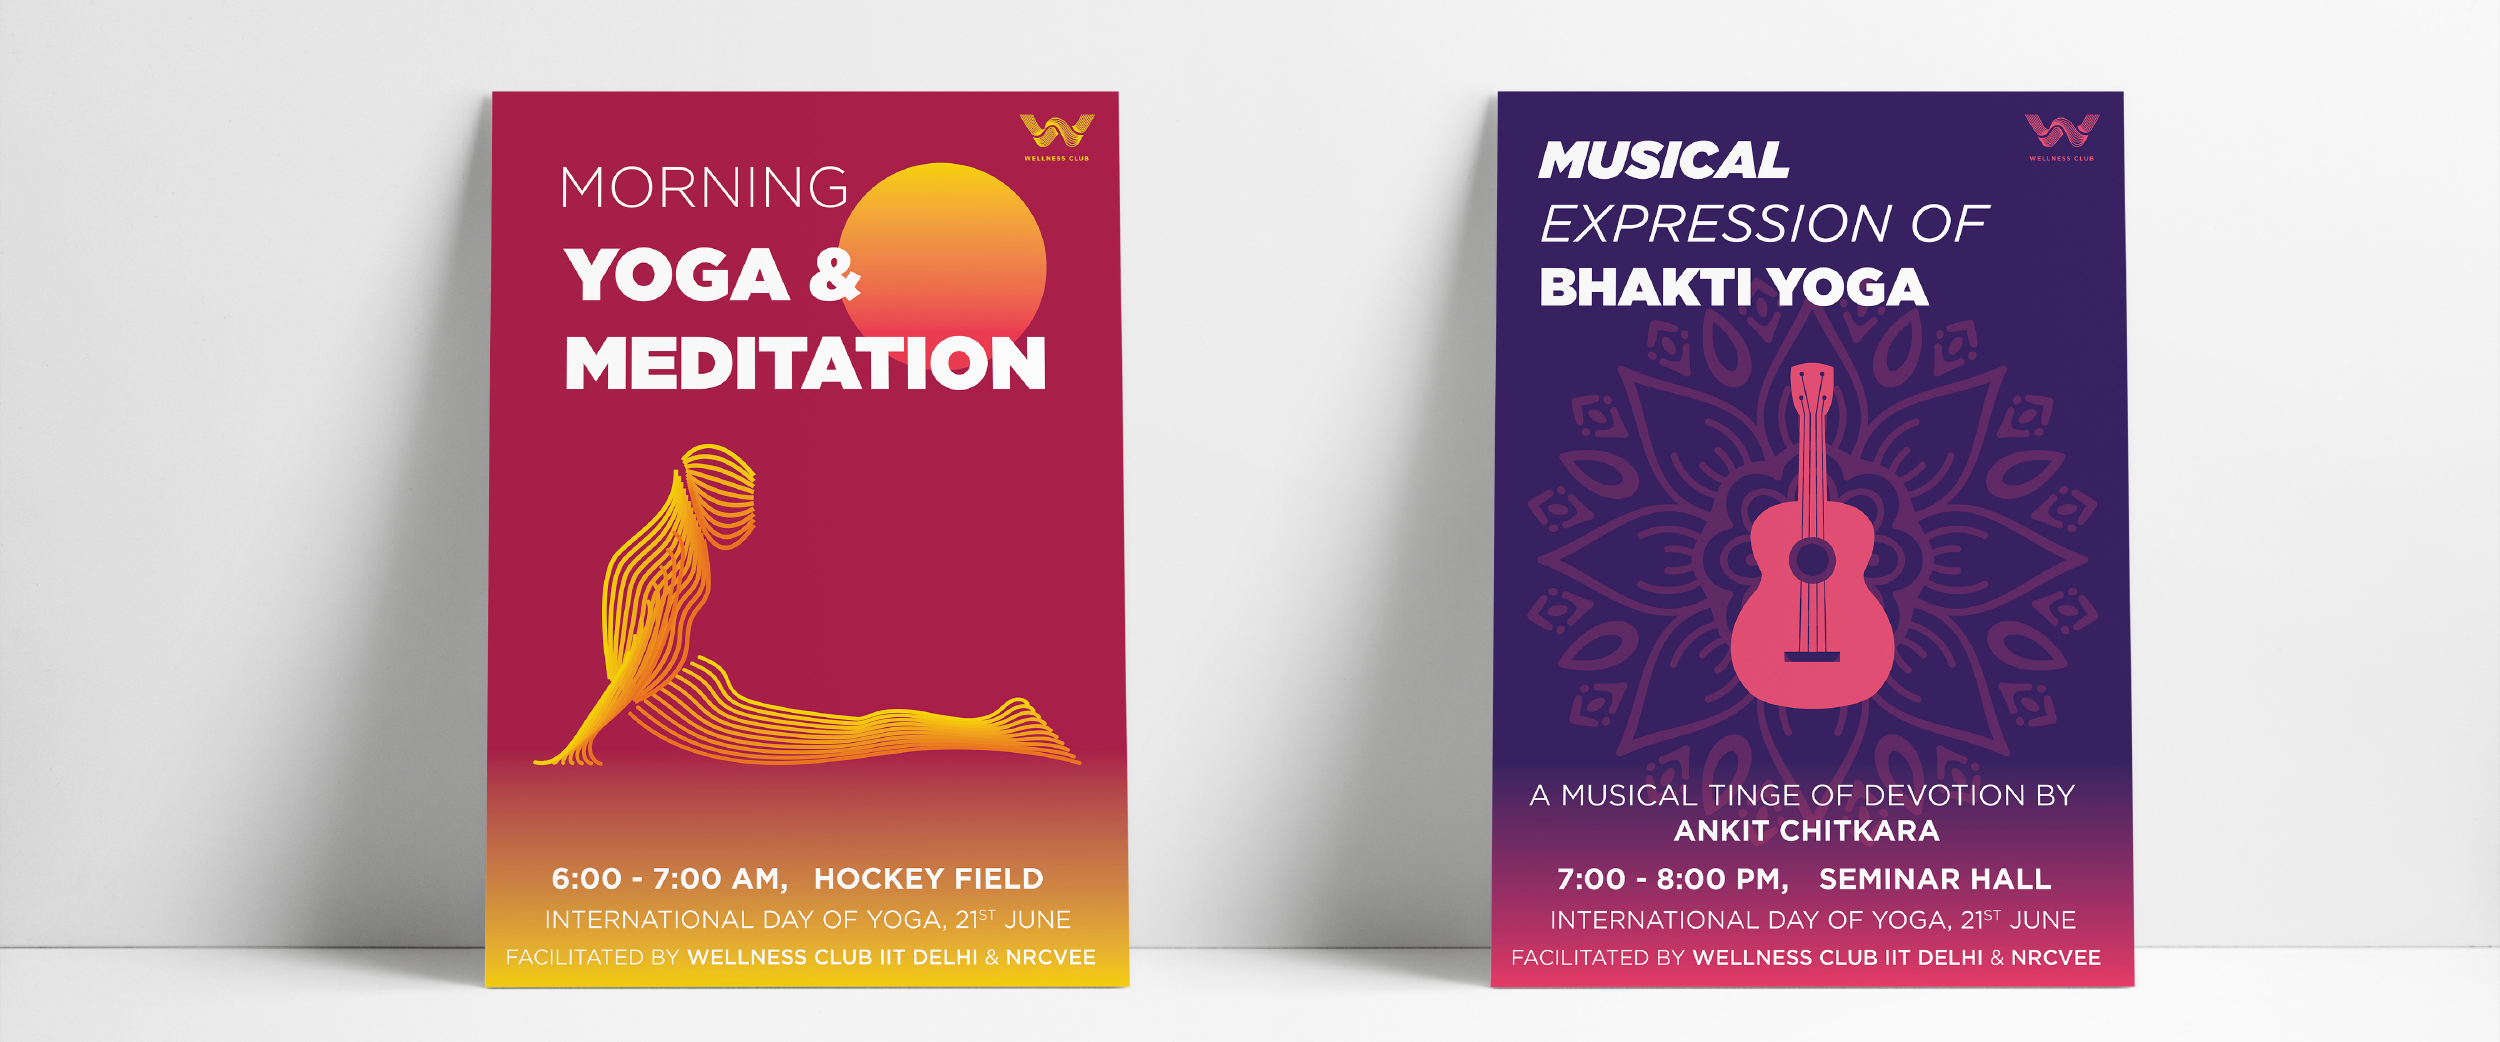 WELLNESS CLUB
MORNING
YOGA &
MEDITATION
6:00 - 7:00 AM, HOCKEY FIELD
INTERNATIONAL DAY OF YOGA, 21ST JUNE
FACILITATED BY WELLNESS CLUB IIT DELHI & NRCVEE
WELLNESS CLUB
MUSICAL
EXPRESSION OF
BHAKTI YOGA
A MUSICAL TINGE OF DEVOTION BY
ANKIT CHITKARA
7:00 - 8:00 PM, SEMINAR HALL
INTERNATIONAL DAY OF YOGA, 21ST JUNE
FACILITATED BY WELLNESS CLUB IIT DELHI & NRCVEE